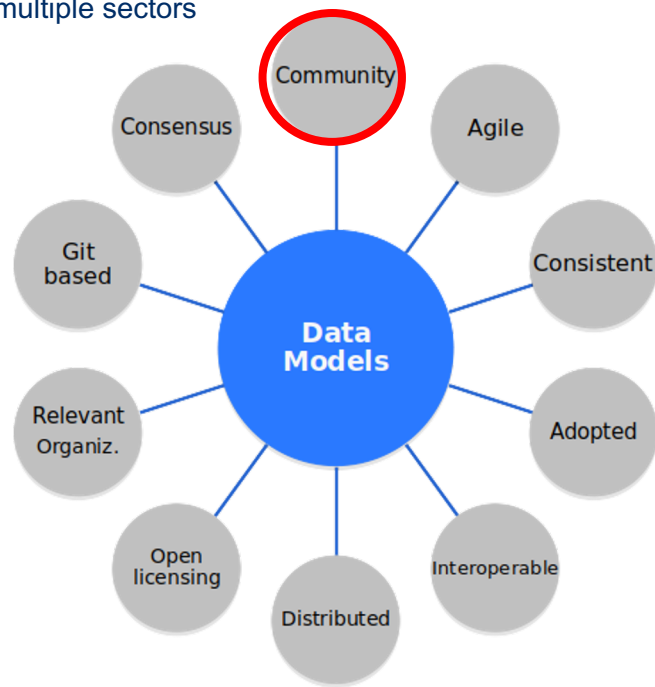 multiple sectors
Community
Consensus
Agile
Git
based
Consistent
Data
Models
Relevant
Organiz.
Adopted
Open
licensing
Interoperable
Distributed